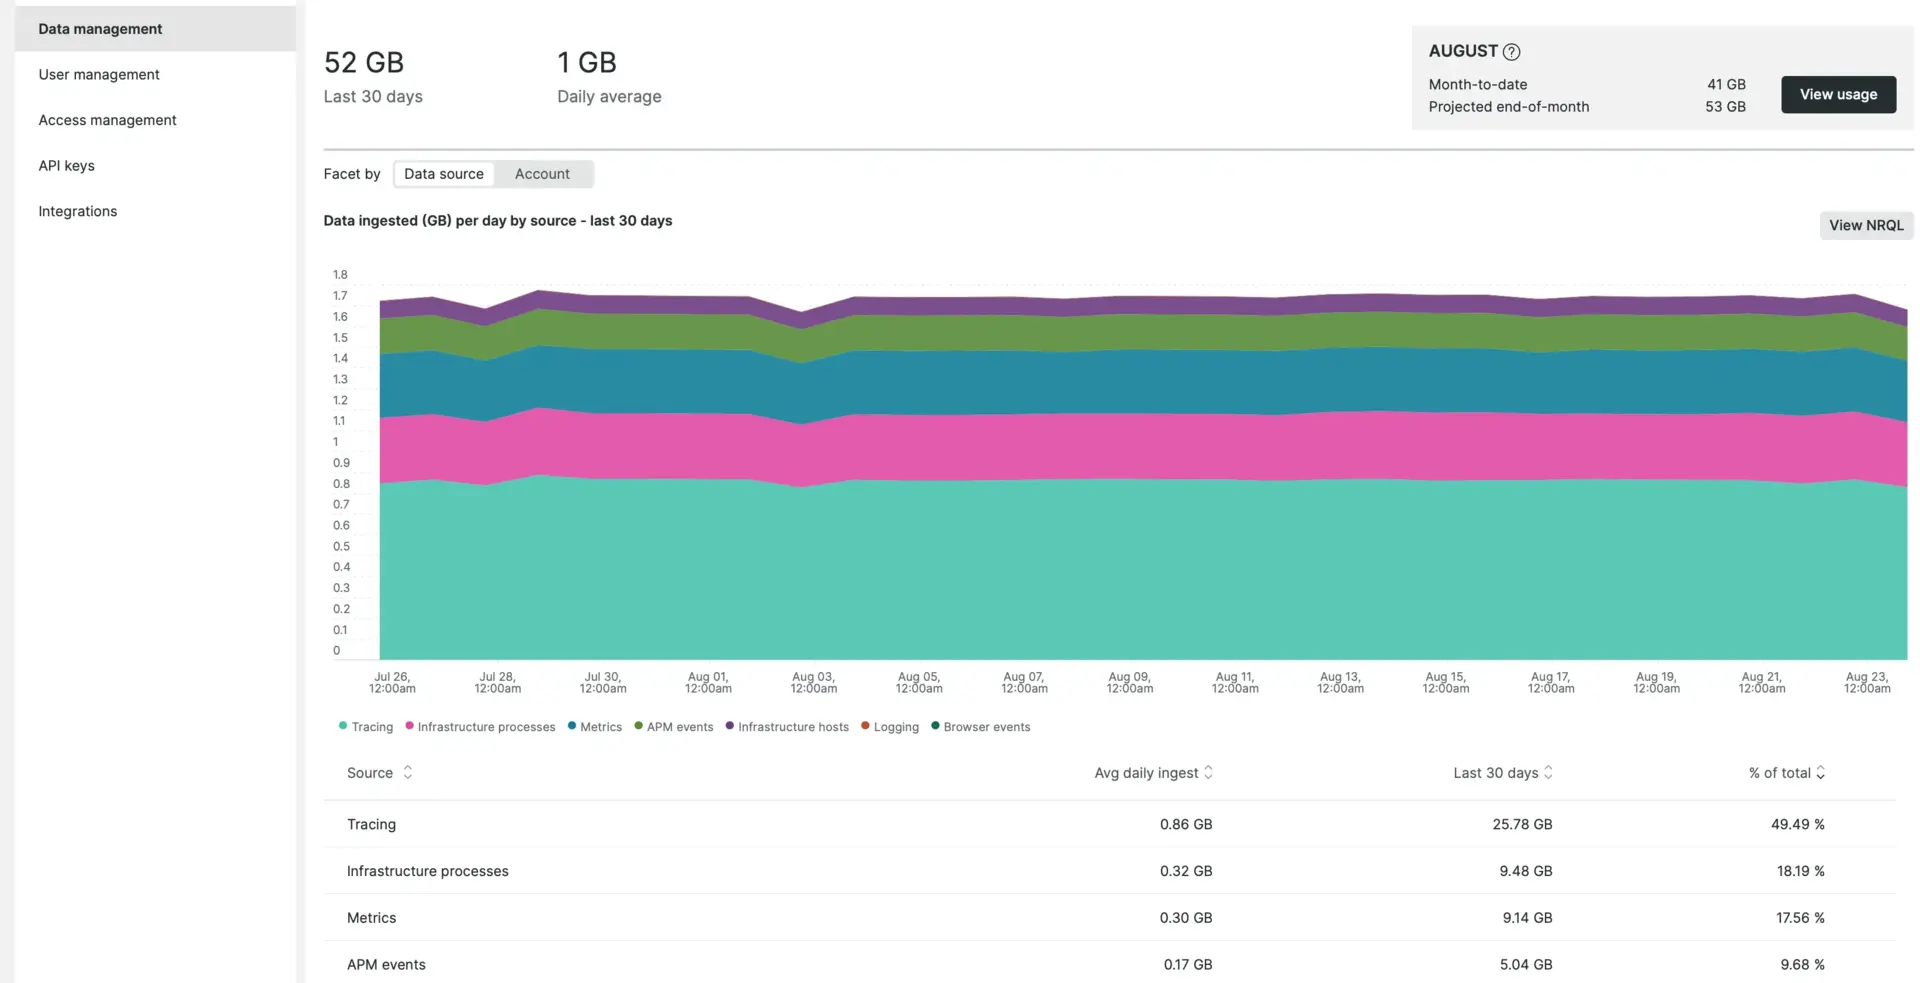 Data management
User management
Access management
API keys
Integrations
52 GB
Last 30 days
1 GB
Daily average
AUGUST ?
Month-to-date 41 GB
Projected end-of-month 53 GB
View usage
Facet by Data source Account
Data ingested (GB) per day by source - last 30 days
View NRQL
1.8
1.7
1.6
1.5
1.4
1.3
1.2
1.1
1
0.9
0.8
0.7
0.6
0.5
0.4
0.3
0.2
0.1
0
Jul 26, 12:00am
Jul 28, 12:00am
Jul 30, 12:00am
Aug 01, 12:00am
Aug 03, 12:00am
Aug 05, 12:00am
Aug 07, 12:00am
Aug 09, 12:00am
Aug 11, 12:00am
Aug 13, 12:00am
Aug 15, 12:00am
Aug 17, 12:00am
Aug 19, 12:00am
Aug 21, 12:00am
Aug 23, 12:00am
Tracing Infrastructure processes Metrics APM events Infrastructure hosts Logging Browser events
Source Avg daily ingest Last 30 days % of total
Tracing 0.86 GB 25.78 GB 49.49 %
Infrastructure processes 0.32 GB 9.48 GB 18.19 %
Metrics 0.30 GB 9.14 GB 17.56 %
APM events 0.17 GB 5.04 GB 9.68 %